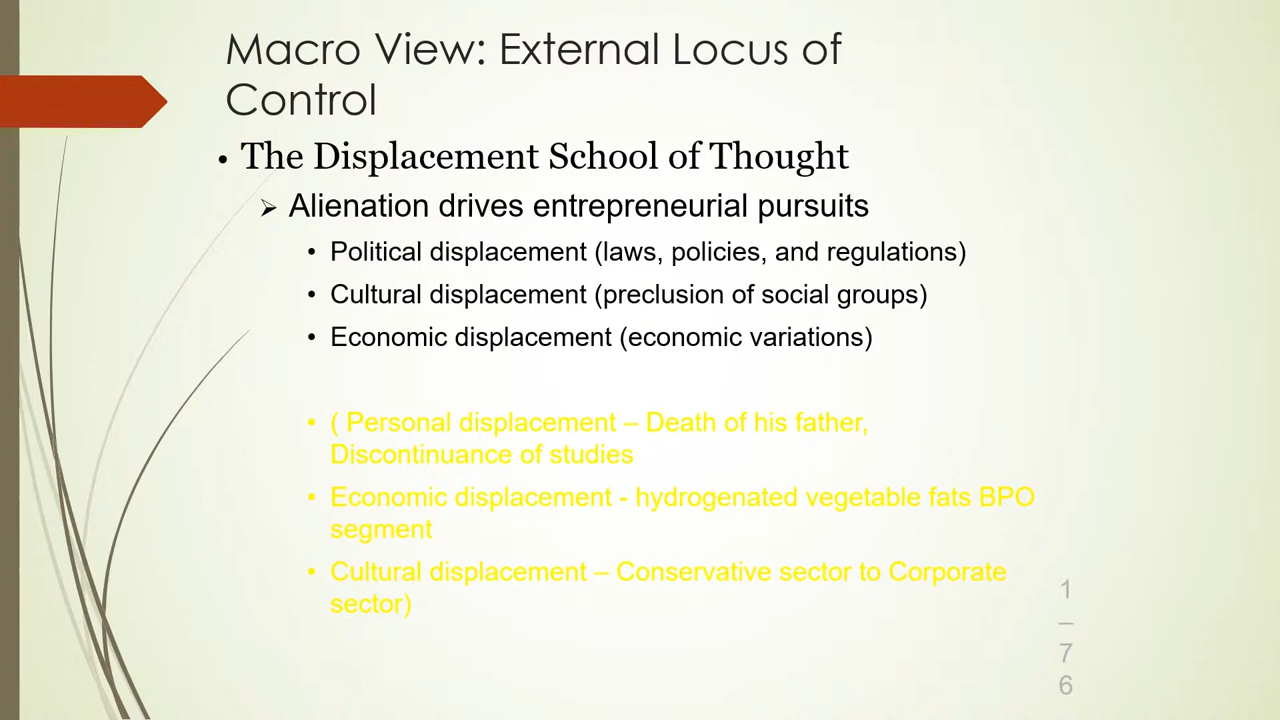 Macro View: External Locus of
Control
• The Displacement School of Thought
➢ Alienation drives entrepreneurial pursuits
• Political displacement (laws, policies, and regulations)
• Cultural displacement (preclusion of social groups)
• Economic displacement (economic variations)
• ( Personal displacement – Death of his father,
Discontinuance of studies
• Economic displacement - hydrogenated vegetable fats BPO
segment
• Cultural displacement – Conservative sector to Corporate
sector)
1
–
7
6